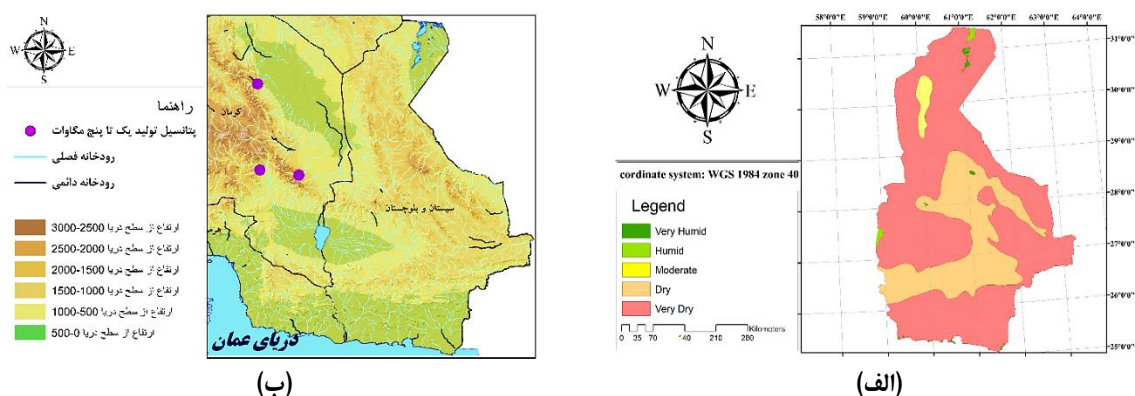 N
W E
S
راهنما
پتانسیل تولید یک تا پنج مگاوات
رودخانه فصلی
رودخانه دائمی
ارتفاع از سطح دریا 2500-3000
ارتفاع از سطح دریا 2000-2500
ارتفاع از سطح دریا 1500-2000
ارتفاع از سطح دریا 1000-1500
ارتفاع از سطح دریا 500-1000
ارتفاع از سطح دریا 0-500
کرمان
سیستان و بلوچستان
دریای عمان
(ب)
N
W E
S
cordinate system: WGS 1984 zone 40
Legend
Very Humid
Humid
Moderate
Dry
Very Dry
Kilometers
0 35 70 140 210 280
58°0'0"E 59°0'0"E 60°0'0"E 61°0'0"E 62°0'0"E 63°0'0"E 64°0'0"E
31°0'0"
30°0'0"
29°0'0"
28°0'0"
27°0'0"
26°0'0"
25°0'0"
(الف)